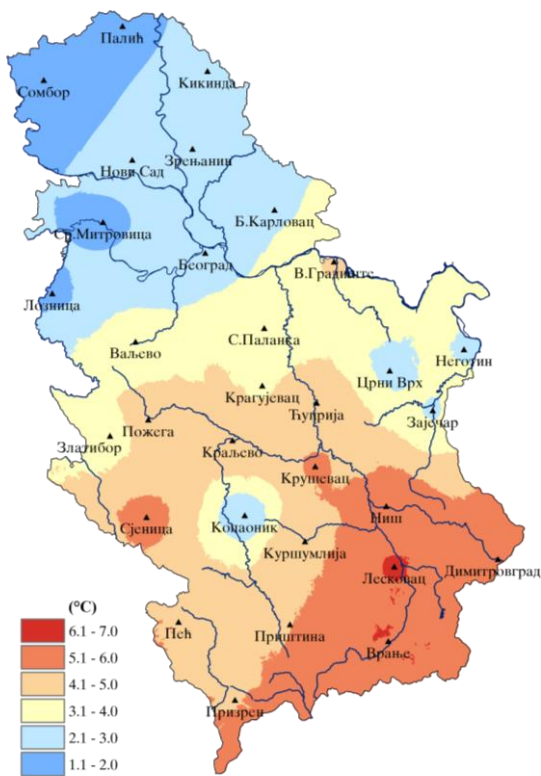 Палић
Сомбор
Кикинда
Зрењанин
Нови Сад
Б.Карловац
Ср.Митровица
Београд
В.Градиште
Лозница
Ваљево
С.Паланка
Неготин
Црни Врх
Крагујевац
Ћуприја
Зајечар
Пожега
Златибор
Краљево
Крушевац
Сјеница
Копаоник
Ниш
Куршумлија
Димитровград
Лесковац
(°C)
6.1 - 7.0
5.1 - 6.0
4.1 - 5.0
3.1 - 4.0
2.1 - 3.0
1.1 - 2.0
Пећ
Приштина
Врање
Призрен